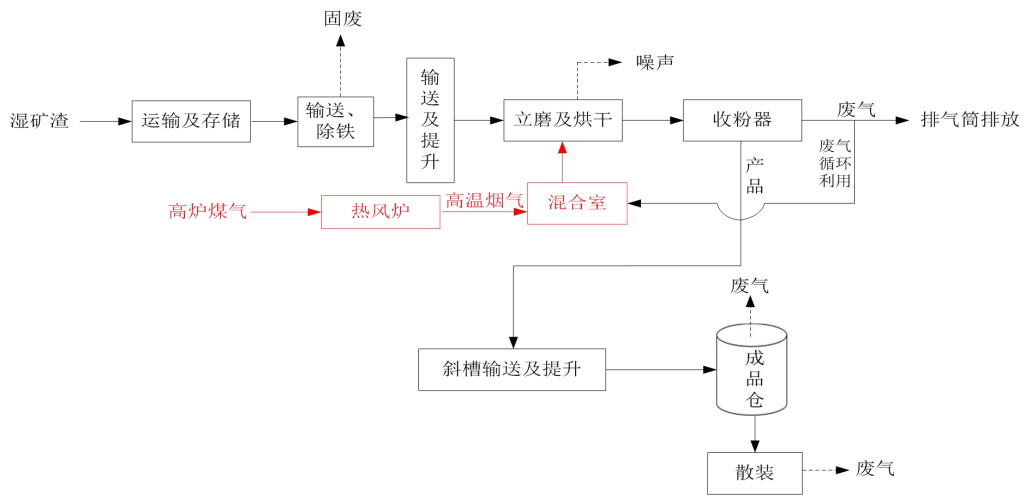 固废
噪声
湿矿渣
运输及存储
输送、
除铁
输
送
及
提
升
立磨及烘干
收粉器
废气
排气筒排放
废气
循环
利用
产
品
高炉煤气
热风炉
高温烟气
混合室
废气
斜槽输送及提升
成
品
仓
散装
废气